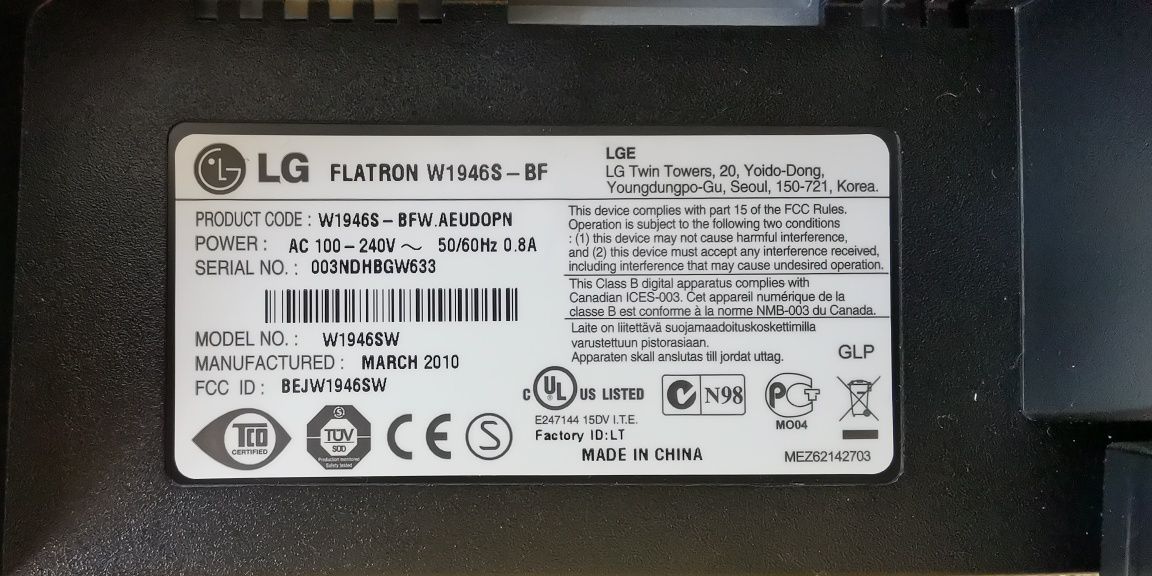 LG FLATRON W1946S-BF
LGE
LG Twin Towers, 20, Yoido-Dong,
Youngdungpo-Gu, Seoul, 150-721, Korea.
PRODUCT CODE : W1946S-BFW.AEUDOPN
POWER : AC 100-240V ~ 50/60Hz 0.8A
SERIAL NO. : 003NDHBGW633
MODEL NO. : W1946SW
MANUFACTURED : MARCH 2010
FCC ID : BEJW1946SW
TCO
CERTIFIED
S
TÜV
SÜD
Production monitored
Safety tested
CE
S
This device complies with part 15 of the FCC Rules.
Operation is subject to the following two conditions
: (1) this device may not cause harmful interference,
and (2) this device must accept any interference received,
including interference that may cause undesired operation.
This Class B digital apparatus complies with
Canadian ICES-003. Cet appareil numérique de la
classe B est conforme à la norme NMB-003 du Canada.
Laite on liitettävä suojamaadoituskoskettimilla
varustettuun pistorasiaan.
Apparaten skall anslutas till jordat uttag.
GLP
C UL US LISTED
E247144 15DV I.T.E.
Factory ID:LT
N98
PCT
MO04
MADE IN CHINA
MEZ62142703